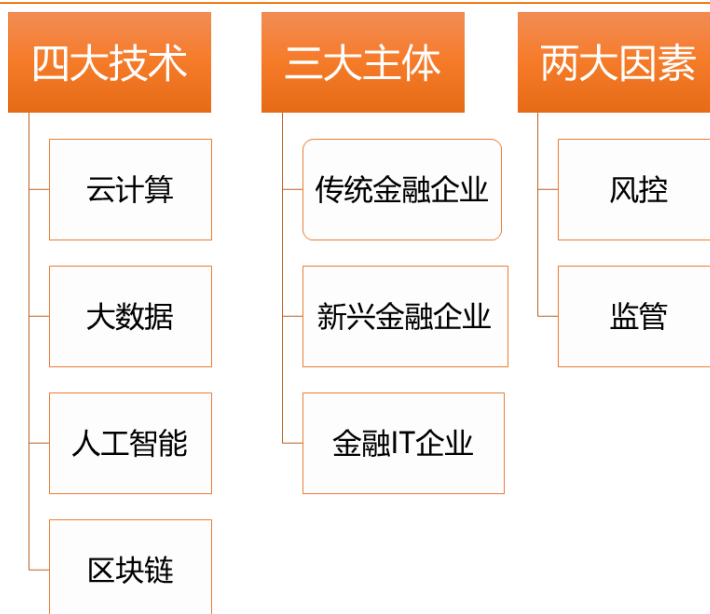 四大技术
云计算
大数据
人工智能
区块链
三大主体
传统金融企业
新兴金融企业
金融IT企业
两大因素
风控
监管